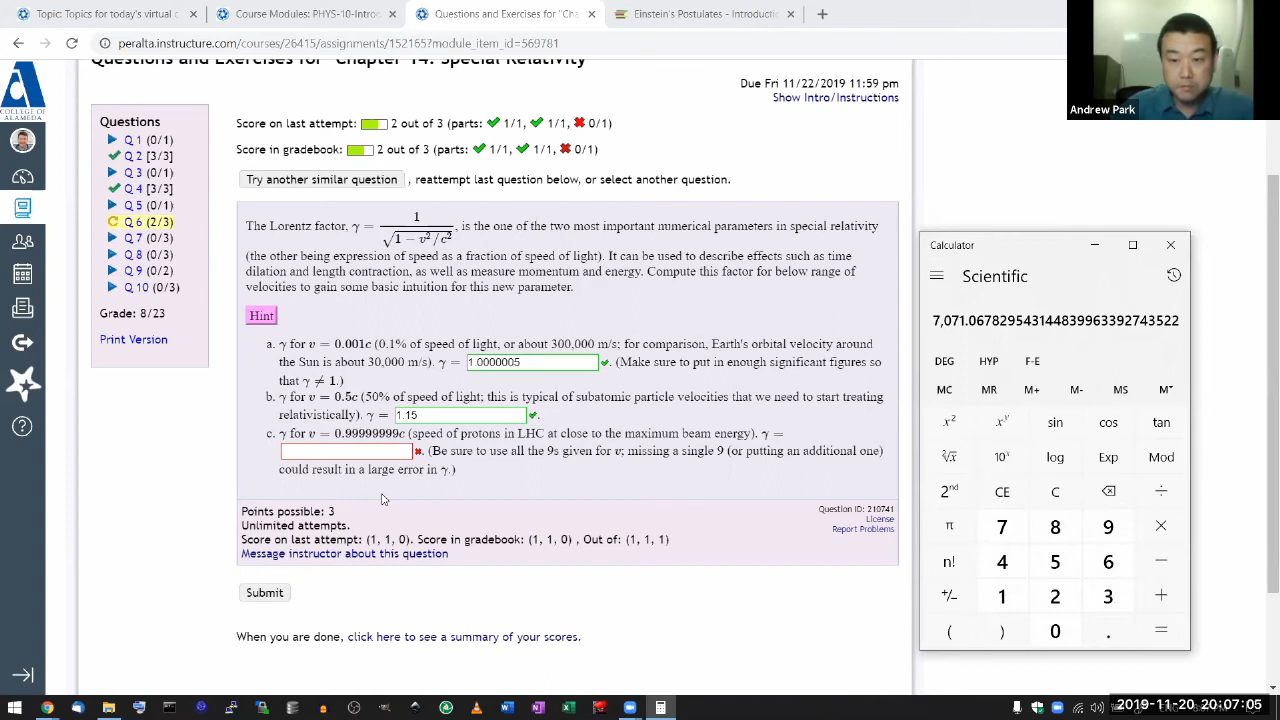 Topic: Topics for today's virtual c
Course Modules: PHYS-10-Introd
Questions and Exercises for "Cha
Einstein's Postulates - Introductio
peralta.instructure.com/courses/26415/assignments/152165?module_item_id=569781
Andrew Park
Questions and Exercises for "Chapter 14: Special Relativity"
Due Fri 11/22/2019 11:59 pm
Show Intro/Instructions
COLLEGE OF ALAMEDA
Questions
Q 1 (0/1)
Q 2 [3/3]
Q 3 (0/1)
Q 4 [3/3]
Q 5 (0/1)
Q 6 (2/3)
Q 7 (0/3)
Q 8 (0/3)
Q 9 (0/2)
Q 10 (0/3)
Grade: 8/23
Print Version
Score on last attempt: 2 out of 3 (parts: 1/1, 1/1, 0/1)
Score in gradebook: 2 out of 3 (parts: 1/1, 1/1, 0/1)
Try another similar question , reattempt last question below, or select another question.
The Lorentz factor, γ = 1/√(1 − v²/c²), is the one of the two most important numerical parameters in special relativity
(the other being expression of speed as a fraction of speed of light). It can be used to describe effects such as time
dilation and length contraction, as well as measure momentum and energy. Compute this factor for below range of
velocities to gain some basic intuition for this new parameter.
Hint
a. γ for v = 0.001c (0.1% of speed of light, or about 300,000 m/s; for comparison, Earth's orbital velocity around
the Sun is about 30,000 m/s). γ = 1.0000005 . (Make sure to put in enough significant figures so
that γ ≠ 1.)
b. γ for v = 0.5c (50% of speed of light; this is typical of subatomic particle velocities that we need to start treating
relativistically). γ = 1.15 .
c. γ for v = 0.99999999c (speed of protons in LHC at close to the maximum beam energy). γ =
. (Be sure to use all the 9s given for v; missing a single 9 (or putting an additional one)
could result in a large error in γ.)
Points possible: 3
Unlimited attempts.
Score on last attempt: (1, 1, 0). Score in gradebook: (1, 1, 0) , Out of: (1, 1, 1)
Message instructor about this question
Question ID: 210741
License
Report Problems
Submit
When you are done, click here to see a summary of your scores.
Calculator
Scientific
7,071.0678295431448399633927435​22
DEG HYP F-E
MC MR M+ M- MS M˅
x² xʸ sin cos tan
²√x 10ˣ log Exp Mod
2ⁿᵈ CE C ÷
π 7 8 9 ×
n! 4 5 6 −
+/− 1 2 3 +
( ) 0 . =
2019-11-20 20:07:05